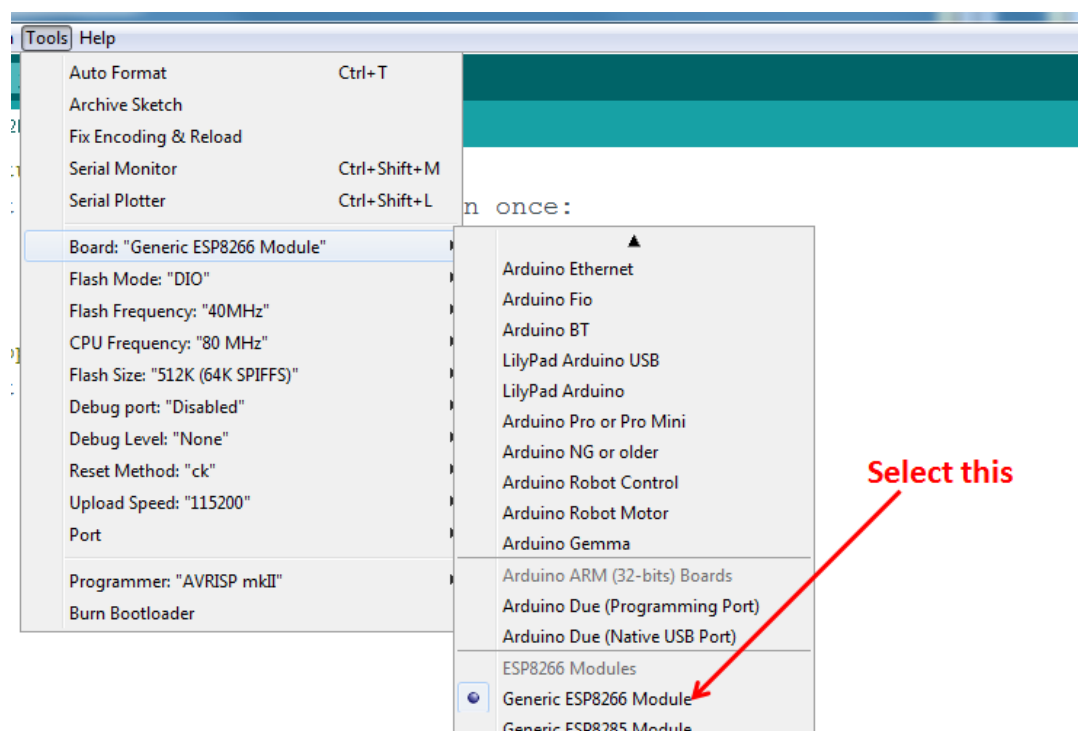 Tools Help
Auto Format Ctrl+T
Archive Sketch
Fix Encoding & Reload
Serial Monitor Ctrl+Shift+M
Serial Plotter Ctrl+Shift+L
n once:
Board: "Generic ESP8266 Module"
Flash Mode: "DIO"
Flash Frequency: "40MHz"
CPU Frequency: "80 MHz"
Flash Size: "512K (64K SPIFFS)"
Debug port: "Disabled"
Debug Level: "None"
Reset Method: "ck"
Upload Speed: "115200"
Port
Programmer: "AVRISP mkII"
Burn Bootloader
Arduino Ethernet
Arduino Fio
Arduino BT
LilyPad Arduino USB
LilyPad Arduino
Arduino Pro or Pro Mini
Arduino NG or older
Arduino Robot Control
Arduino Robot Motor
Arduino Gemma
Arduino ARM (32-bits) Boards
Arduino Due (Programming Port)
Arduino Due (Native USB Port)
ESP8266 Modules
Generic ESP8266 Module
Generic ESP8285 Module
Select this